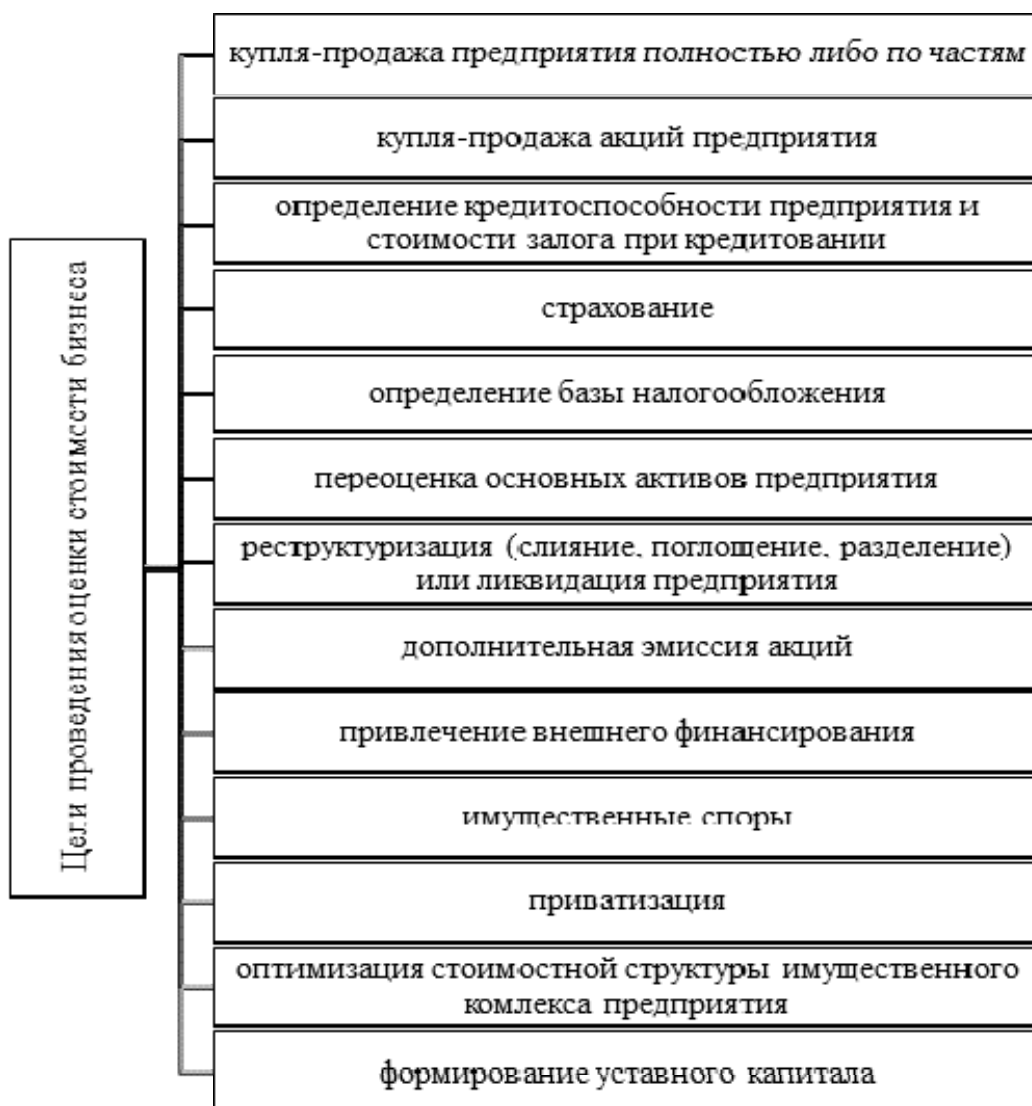 Цели проведения оценки стоимости бизнеса
купля-продажа предприятия полностью либо по частям
купля-продажа акций предприятия
определение кредитоспособности предприятия и
стоимости залога при кредитовании
страхование
определение базы налогообложения
переоценка основных активов предприятия
реструктуризация (слияние, поглощение, разделение)
или ликвидация предприятия
дополнительная эмиссия акций
привлечение внешнего финансирования
имущественные споры
приватизация
оптимизация стоимостной структуры имущественного
комлекса предприятия
формирование уставного капитала